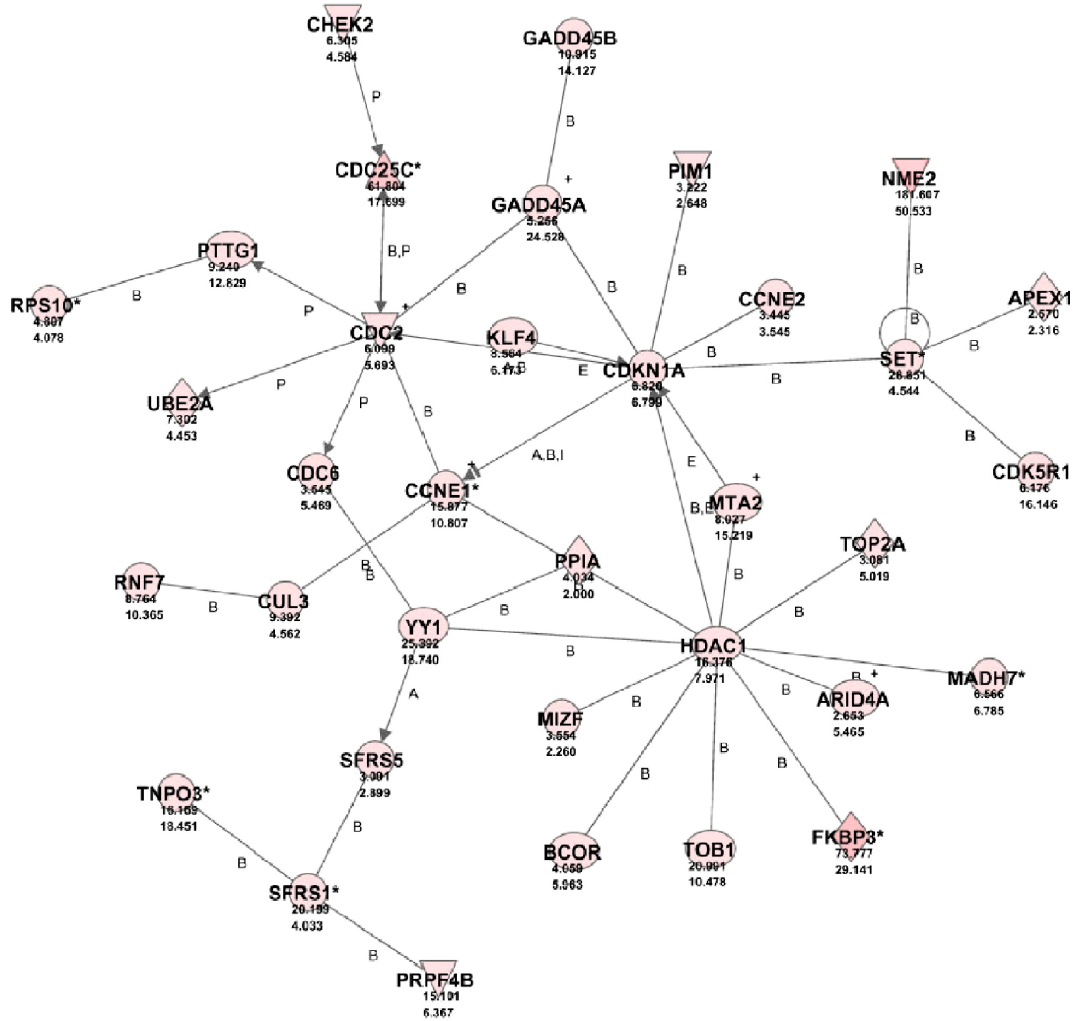 CHEK2
6.305
4.584
GADD45B
10.915
14.127
P
B
CDC25C*
61.804
17.699
+
GADD45A
5.256
24.528
PIM1
3.222
2.648
NME2
181.607
50.533
PTTG1
9.240
12.829
B,P
B
B
B
B
RPS10*
4.807
4.078
B
P
CDC2
+
6.099
5.693
KLF4
8.564
6.173
CCNE2
3.445
3.545
APEX1
2.670
2.316
B
B
B
SET*
26.851
4.544
A,B
E
CDKN1A
6.820
6.799
B
UBE2A
7.302
4.453
P
P
B
B
CDC6
3.645
5.469
+
CCNE1*
15.877
10.807
A,B,I
E
+
MTA2
8.027
15.219
CDK5R1
6.176
16.146
TOP2A
3.081
5.019
RNF7
8.764
10.365
B
CUL3
9.392
4.562
B
B
PPIA
4.034
2.000
B
B
B
YY1
25.392
18.740
B
B
HDAC1
16.376
7.971
MADH7*
6.566
6.785
A
MIZF
3.554
2.260
B
B
B
+
ARID4A
2.653
5.465
SFRS5
3.001
2.899
B
B
B
TNPO3*
16.159
18.451
B
B
BCOR
4.059
5.963
TOB1
20.991
10.478
FKBP3*
73.777
29.141
SFRS1*
20.199
4.033
B
PRPF4B
15.191
6.367